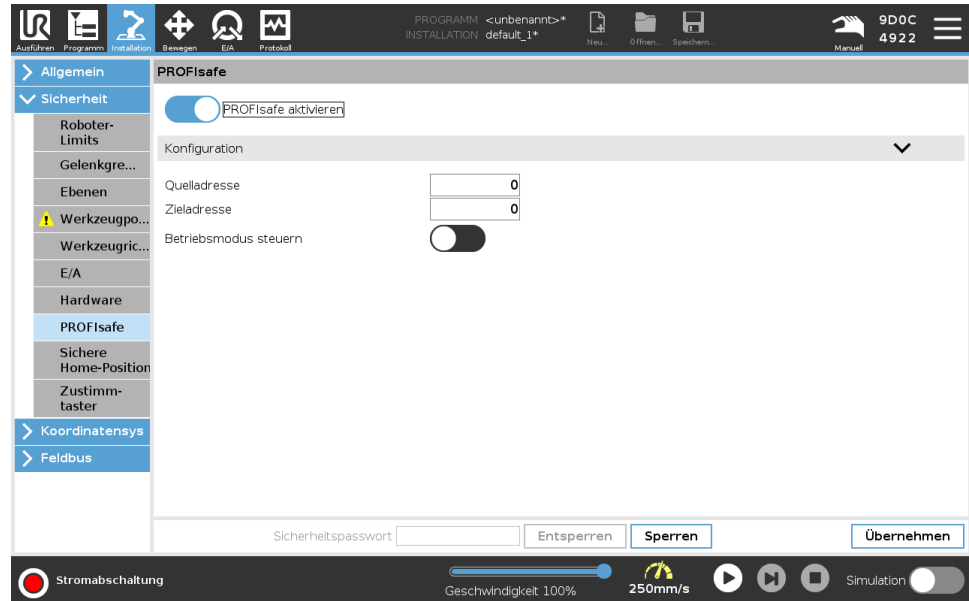 PROGRAMM <unbenannt>*
INSTALLATION default_1*
Ausführen
Programm
Installation
Bewegen
E/A
Protokoll
Neu...
Öffnen...
Speichern...
Manuell
9D0C
4922
Allgemein
Sicherheit
Roboter-
Limits
Gelenkgre...
Ebenen
Werkzeugpo...
Werkzeugric...
E/A
Hardware
PROFIsafe
Sichere
Home-Position
Zustimm-
taster
Koordinatensys
Feldbus
PROFIsafe
PROFIsafe aktivieren
Konfiguration
Quelladresse 0
Zieladresse 0
Betriebsmodus steuern
Sicherheitspasswort
Entsperren
Sperren
Übernehmen
Stromabschaltung
Geschwindigkeit 100%
250mm/s
Simulation